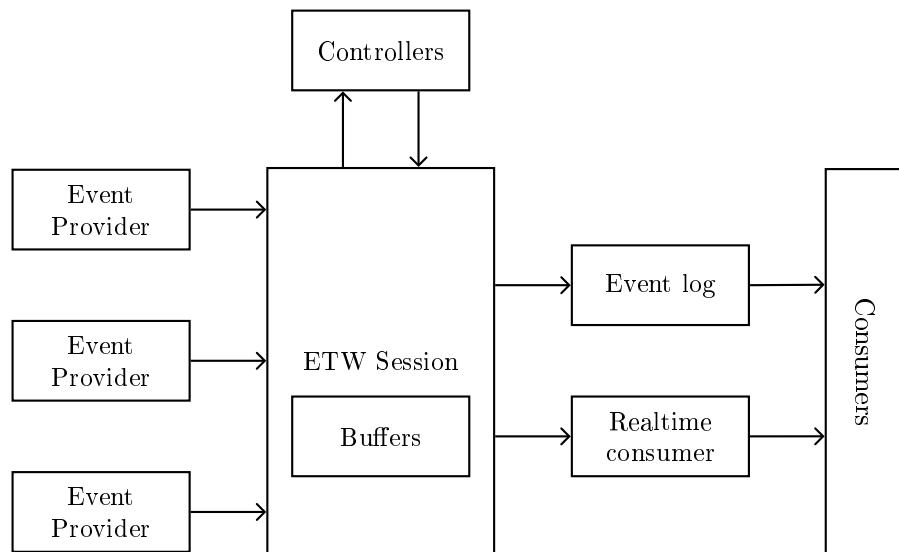 Controllers
Event
Provider
Event
Provider
Event
Provider
ETW Session
Buffers
Event log
Realtime
consumer
Consumers